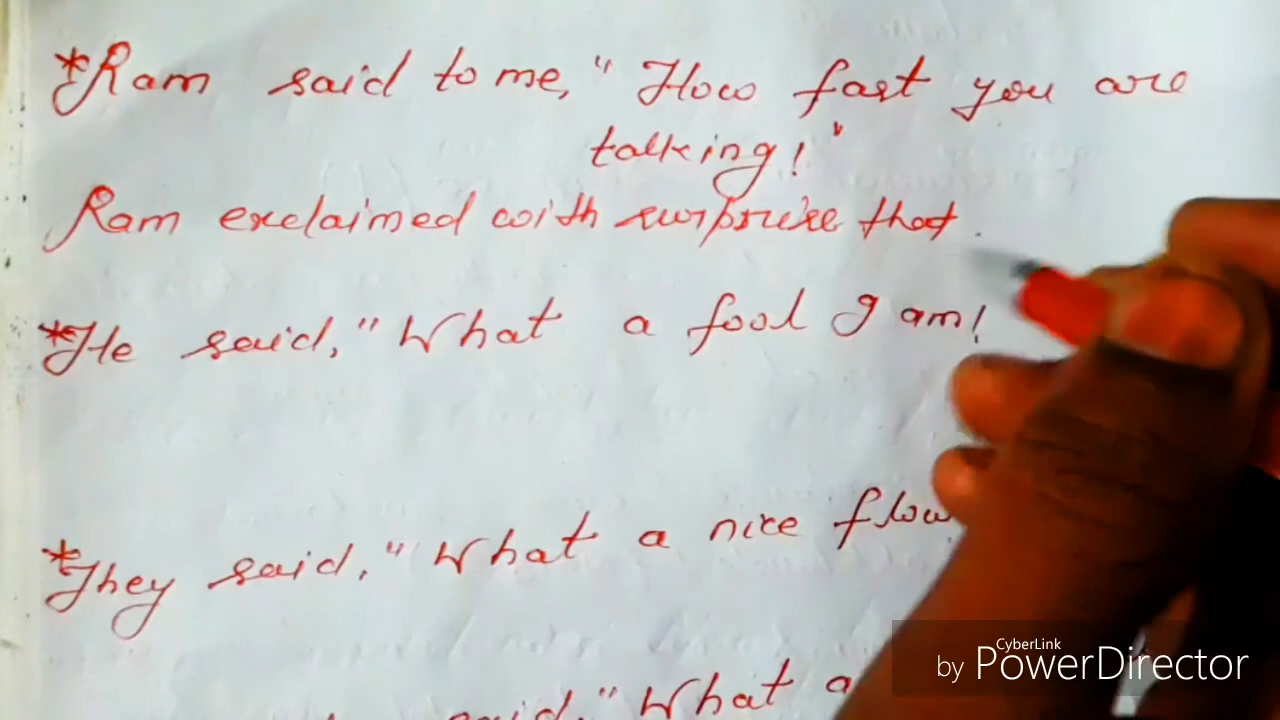 *Ram said to me, "How fast you are
talking!"
Ram exclaimed with surprise that
*He said, "What a fool I am!
*They said, "What a nice flow
said, "What a
CyberLink
by PowerDirector